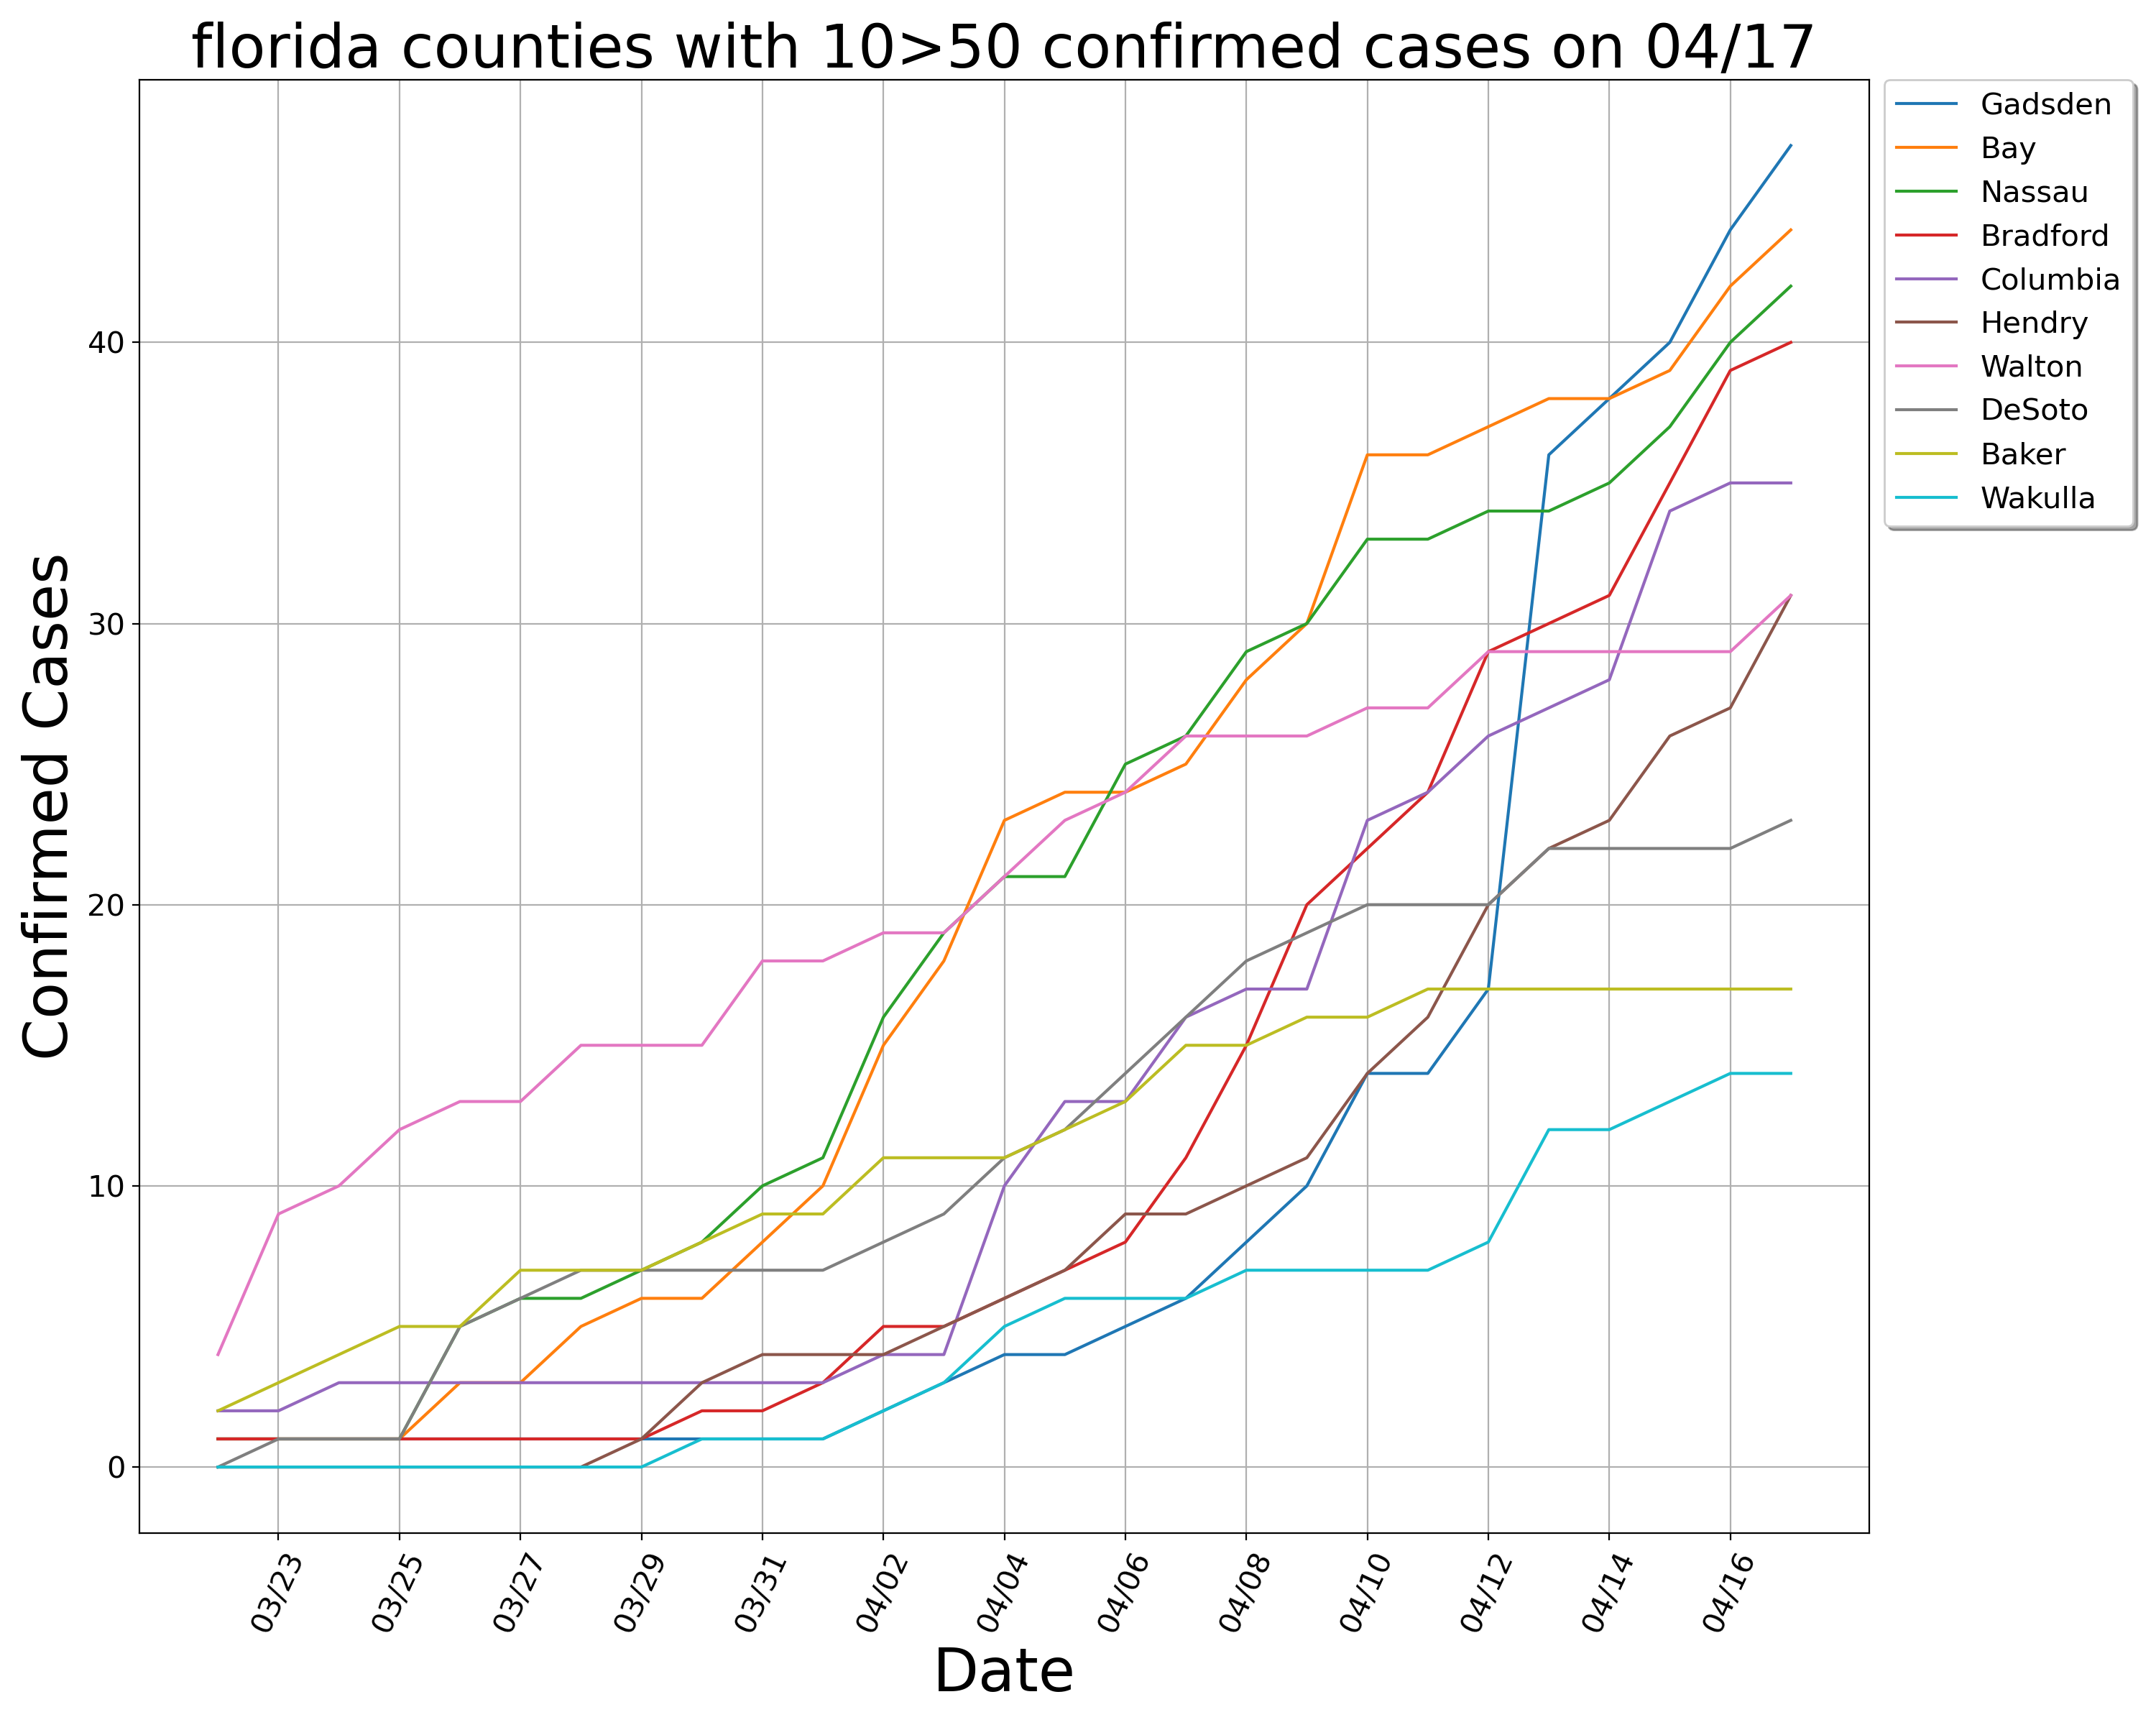 florida counties with 10>50 confirmed cases on 04/17
Gadsden
Bay
Nassau
Bradford
Columbia
Hendry
Walton
DeSoto
Baker
Wakulla
Confirmed Cases
40
30
20
10
0
03/23
03/25
03/27
03/29
03/31
04/02
04/04
04/06
04/08
04/10
04/12
04/14
04/16
Date